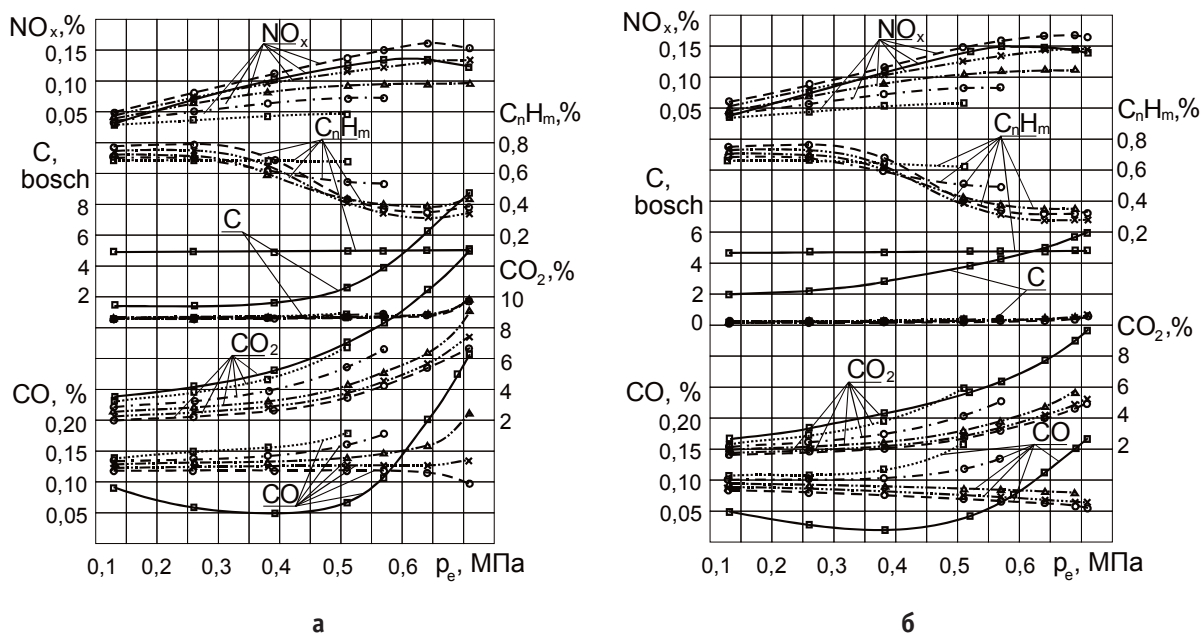 NOx,%
0,15
0,10
0,05
NOx
CnHm,%
CnHm
0,8
0,6
0,4
0,2
C,
bosch
8
6
4
2
C
CO2,%
10
8
6
4
2
CO2
CO, %
0,20
0,15
0,10
0,05
CO
0,1 0,2 0,3 0,4 0,5 0,6 pe, МПа
а
NOx,%
0,15
0,10
0,05
NOx
CnHm,%
CnHm
0,8
0,6
0,4
0,2
C,
bosch
6
4
2
0
C
CO2,%
8
6
4
2
CO2
CO, %
0,20
0,15
0,10
0,05
CO
0,1 0,2 0,3 0,4 0,5 0,6 pe, МПа
б